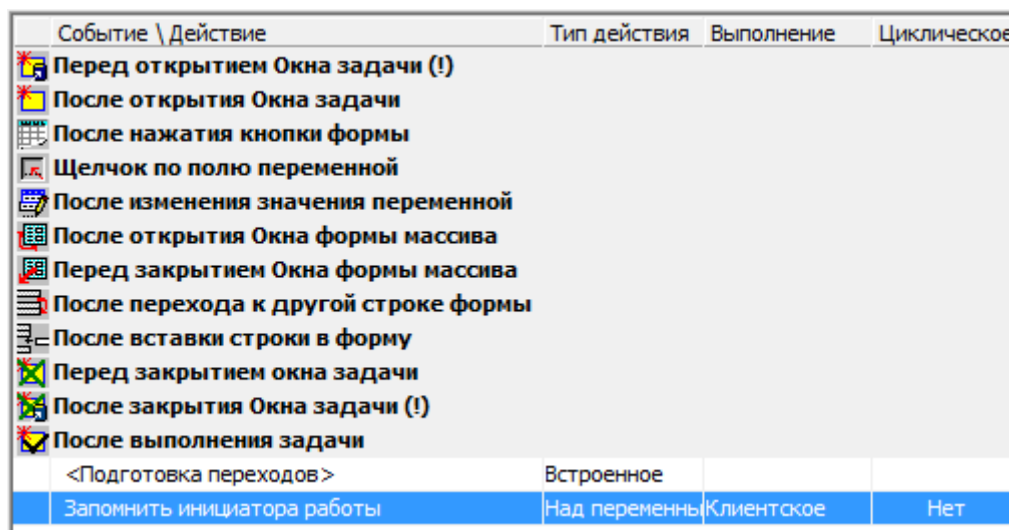 Событие \ Действие Тип действия Выполнение Циклическое
Перед открытием Окна задачи (!)
После открытия Окна задачи
После нажатия кнопки формы
Щелчок по полю переменной
После изменения значения переменной
После открытия Окна формы массива
Перед закрытием Окна формы массива
После перехода к другой строке формы
После вставки строки в форму
Перед закрытием окна задачи
После закрытия Окна задачи (!)
После выполнения задачи
<Подготовка переходов> Встроенное
Запомнить инициатора работы Над переменны Клиентское Нет